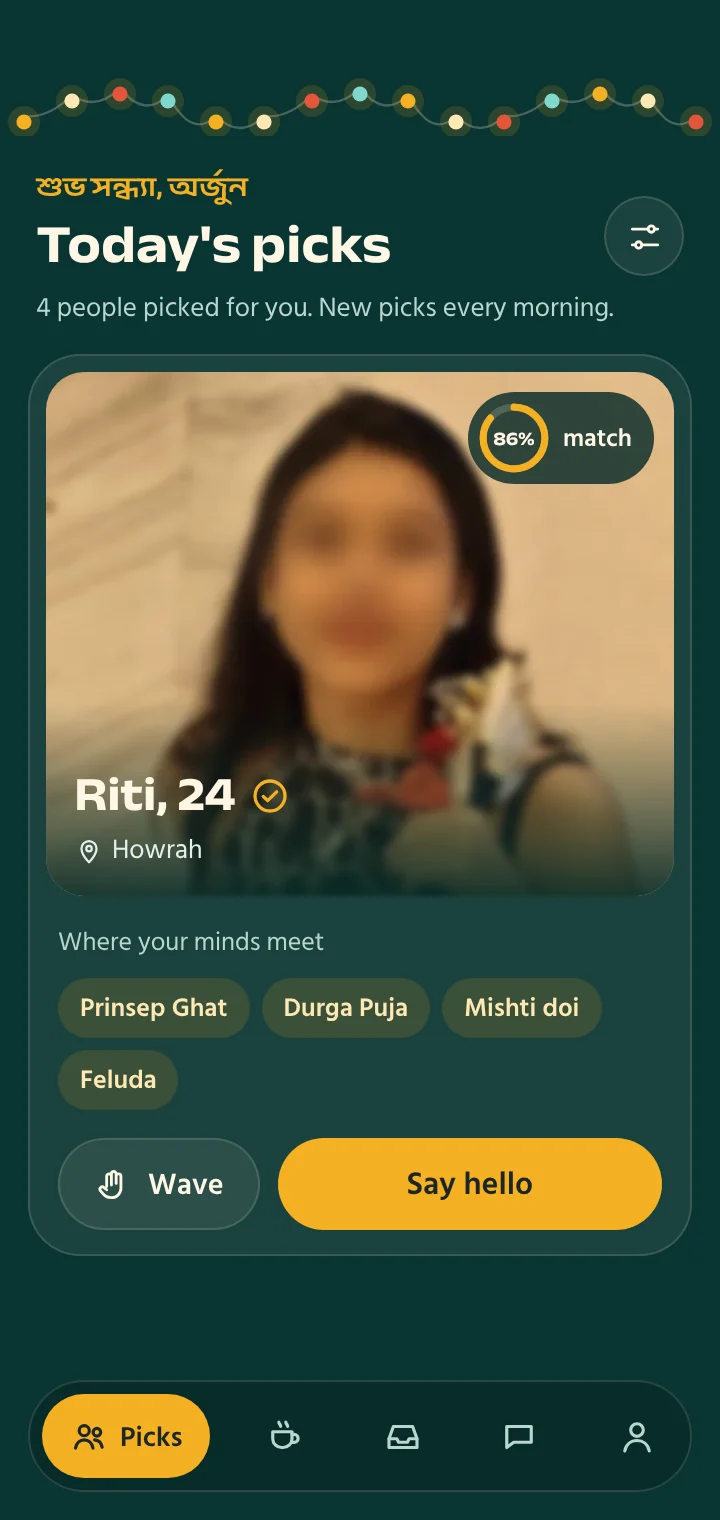 শুভ সন্ধ্যা, অর্জুন
Today's picks
4 people picked for you. New picks every morning.
86% match
Riti, 24
Howrah
Where your minds meet
Prinsep Ghat Durga Puja Mishti doi
Feluda
Wave Say hello
Picks